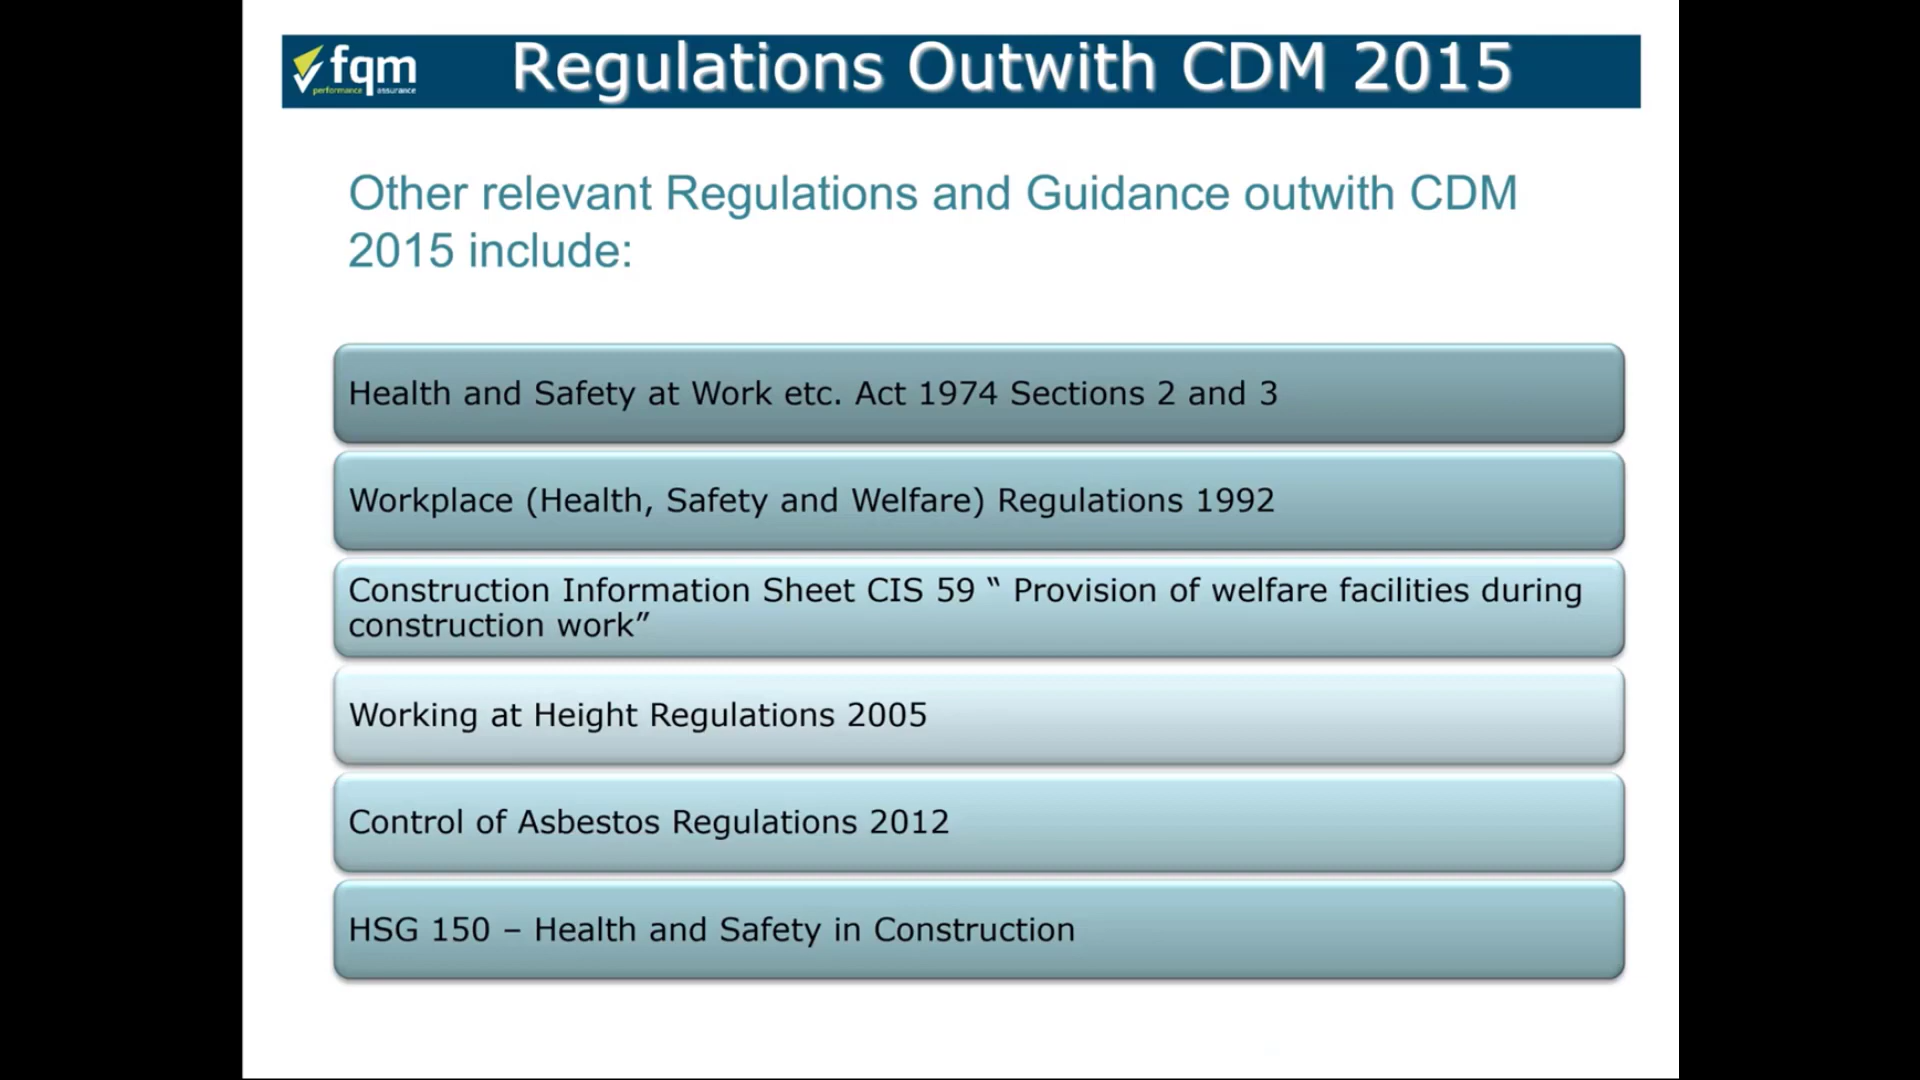 fqm
performance assurance
Regulations Outwith CDM 2015
Other relevant Regulations and Guidance outwith CDM
2015 include:
Health and Safety at Work etc. Act 1974 Sections 2 and 3
Workplace (Health, Safety and Welfare) Regulations 1992
Construction Information Sheet CIS 59 “ Provision of welfare facilities during
construction work”
Working at Height Regulations 2005
Control of Asbestos Regulations 2012
HSG 150 – Health and Safety in Construction